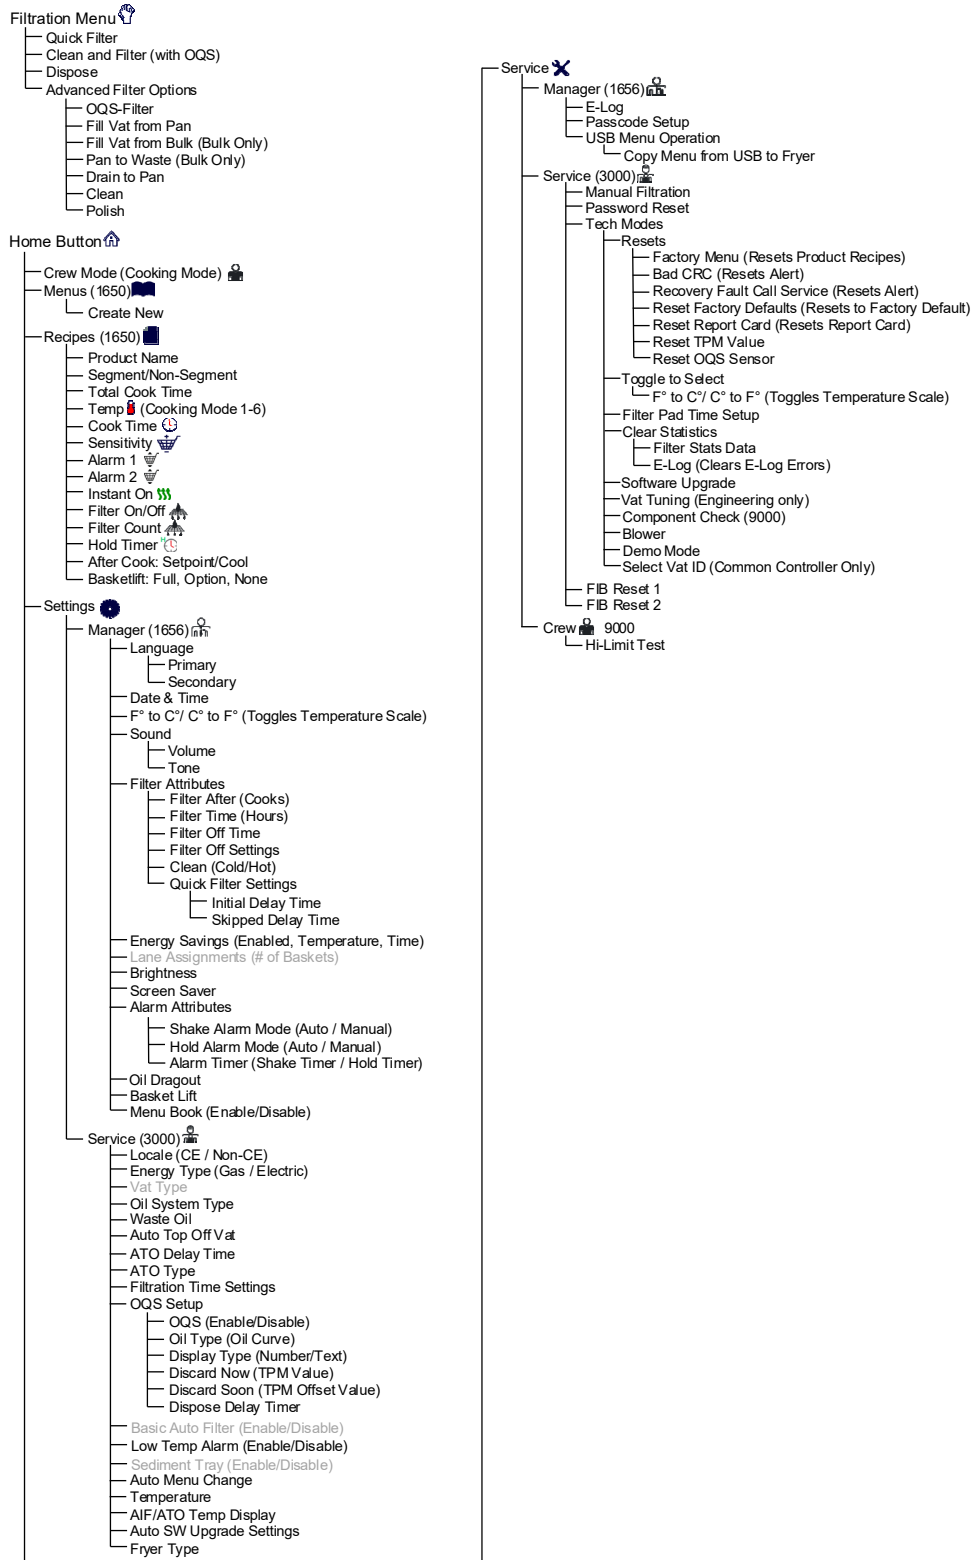 Filtration Menu
Quick Filter
Clean and Filter (with OQS)
Dispose
Advanced Filter Options
OQS-Filter
Fill Vat from Pan
Fill Vat from Bulk (Bulk Only)
Pan to Waste (Bulk Only)
Drain to Pan
Clean
Polish
Home Button
Crew Mode (Cooking Mode)
Menus (1650)
Create New
Recipes (1650)
Product Name
Segment/Non-Segment
Total Cook Time
Temp (Cooking Mode 1-6)
Cook Time
Sensitivity
Alarm 1
Alarm 2
Instant On
Filter On/Off
Filter Count
Hold Timer
After Cook: Setpoint/Cool
Basketlift: Full, Option, None
Settings
Manager (1656)
Language
Primary
Secondary
Date & Time
F° to C°/ C° to F° (Toggles Temperature Scale)
Sound
Volume
Tone
Filter Attributes
Filter After (Cooks)
Filter Time (Hours)
Filter Off Time
Filter Off Settings
Clean (Cold/Hot)
Quick Filter Settings
Initial Delay Time
Skipped Delay Time
Energy Savings (Enabled, Temperature, Time)
Lane Assignments (# of Baskets)
Brightness
Screen Saver
Alarm Attributes
Shake Alarm Mode (Auto / Manual)
Hold Alarm Mode (Auto / Manual)
Alarm Timer (Shake Timer / Hold Timer)
Oil Dragout
Basket Lift
Menu Book (Enable/Disable)
Service (3000)
Locale (CE / Non-CE)
Energy Type (Gas / Electric)
Vat Type
Oil System Type
Waste Oil
Auto Top Off Vat
ATO Delay Time
ATO Type
Filtration Time Settings
OQS Setup
OQS (Enable/Disable)
Oil Type (Oil Curve)
Display Type (Number/Text)
Discard Now (TPM Value)
Discard Soon (TPM Offset Value)
Dispose Delay Timer
Basic Auto Filter (Enable/Disable)
Low Temp Alarm (Enable/Disable)
Sediment Tray (Enable/Disable)
Auto Menu Change
Temperature
AIF/ATO Temp Display
Auto SW Upgrade Settings
Fryer Type
Service
Manager (1656)
E-Log
Passcode Setup
USB Menu Operation
Copy Menu from USB to Fryer
Service (3000)
Manual Filtration
Password Reset
Tech Modes
Resets
Factory Menu (Resets Product Recipes)
Bad CRC (Resets Alert)
Recovery Fault Call Service (Resets Alert)
Reset Factory Defaults (Resets to Factory Default)
Reset Report Card (Resets Report Card)
Reset TPM Value
Reset OQS Sensor
Toggle to Select
F° to C°/ C° to F° (Toggles Temperature Scale)
Filter Pad Time Setup
Clear Statistics
Filter Stats Data
E-Log (Clears E-Log Errors)
Software Upgrade
Vat Tuning (Engineering only)
Component Check (9000)
Blower
Demo Mode
Select Vat ID (Common Controller Only)
FIB Reset 1
FIB Reset 2
Crew 9000
Hi-Limit Test